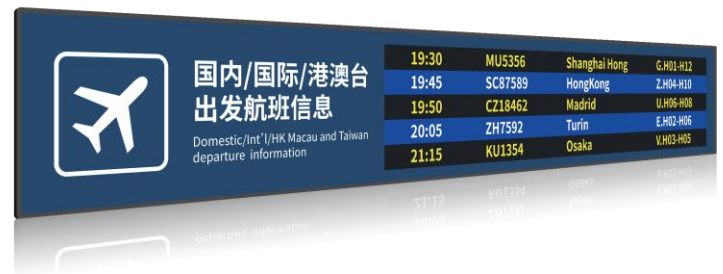 国内/国际/港澳台
出发航班信息
Domestic/Int'l/HK Macau and Taiwan
departure information
19:30 MU5356 Shanghai Hong G.H01-H12
19:45 SC87589 HongKong Z.H04-H10
19:50 CZ18462 Madrid U.H06-H08
20:05 ZH7592 Turin E.H02-H06
21:15 KU1354 Osaka V.H03-H05